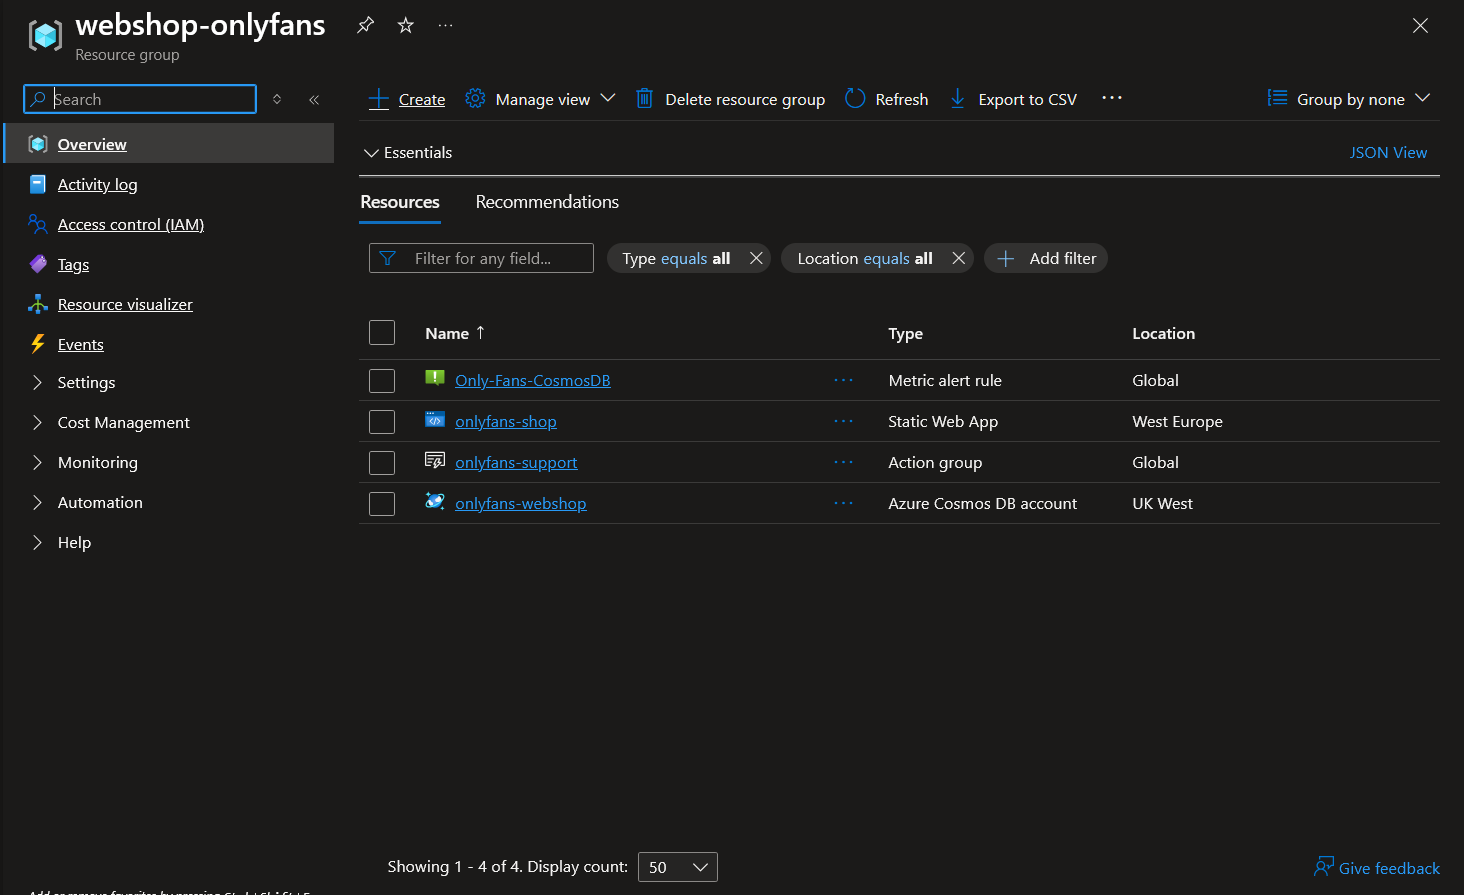 webshop-onlyfans
Resource group
Search
Create
Manage view
Delete resource group
Refresh
Export to CSV
Group by none
Overview
Activity log
Access control (IAM)
Tags
Resource visualizer
Events
Settings
Cost Management
Monitoring
Automation
Help
Essentials
JSON View
Resources Recommendations
Filter for any field...
Type equals all
Location equals all
Add filter
Name ↑ Type Location
Only-Fans-CosmosDB ... Metric alert rule Global
onlyfans-shop ... Static Web App West Europe
onlyfans-support ... Action group Global
onlyfans-webshop ... Azure Cosmos DB account UK West
Showing 1 - 4 of 4. Display count: 50
Give feedback